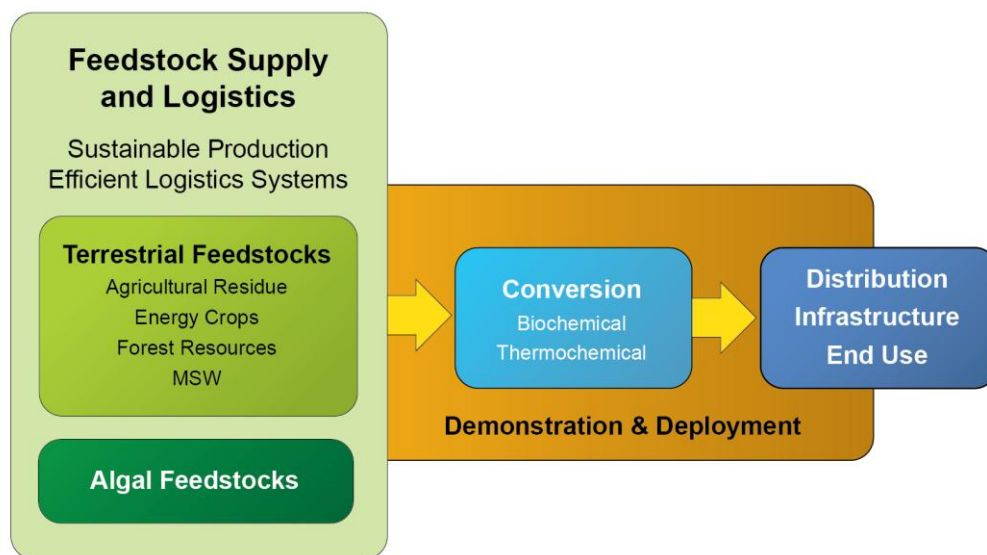 Feedstock Supply
and Logistics
Sustainable Production
Efficient Logistics Systems
Terrestrial Feedstocks
Agricultural Residue
Energy Crops
Forest Resources
MSW
Algal Feedstocks
Conversion
Biochemical
Thermochemical
Distribution
Infrastructure
End Use
Demonstration & Deployment